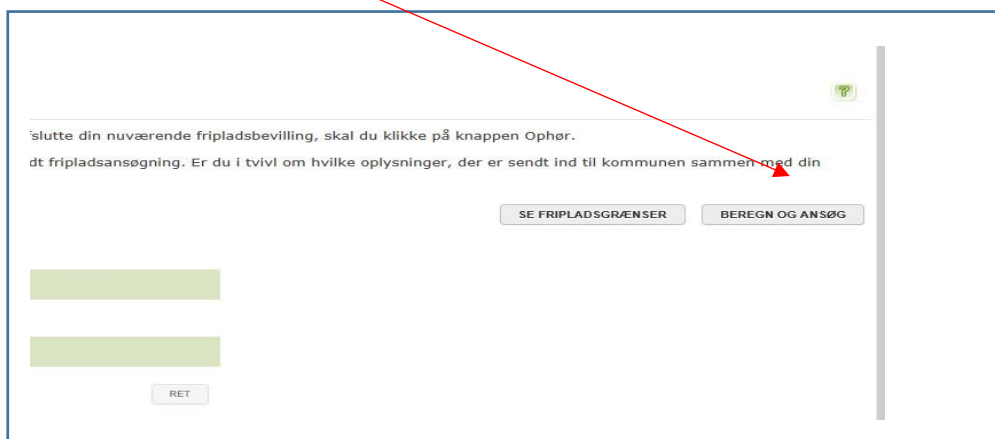 ?
fslutte din nuværende fripladsbevilling, skal du klikke på knappen Ophør.
dt fripladsansøgning. Er du i tvivl om hvilke oplysninger, der er sendt ind til kommunen sammen med din
SE FRIPLADSGRÆNSER BEREGN OG ANSØG
RET